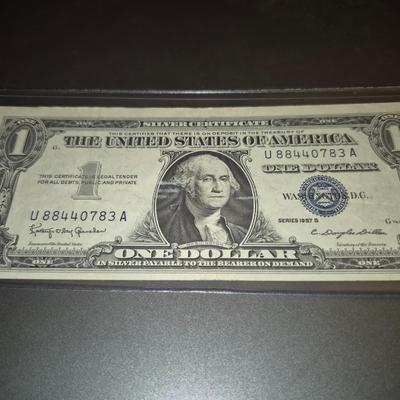 SILVER CERTIFICATE
THIS CERTIFIES THAT THERE IS ON DEPOSIT IN THE TREASURY OF
THE UNITED STATES OF AMERICA
U 88440783 A
ONE DOLLAR
1
THIS CERTIFICATE IS LEGAL TENDER
FOR ALL DEBTS, PUBLIC AND PRIVATE
WASHINGTON, D.C.
U 88440783 A
SERIES 1957 B
ONE DOLLAR
IN SILVER PAYABLE TO THE BEARER ON DEMAND
ONE
ONE